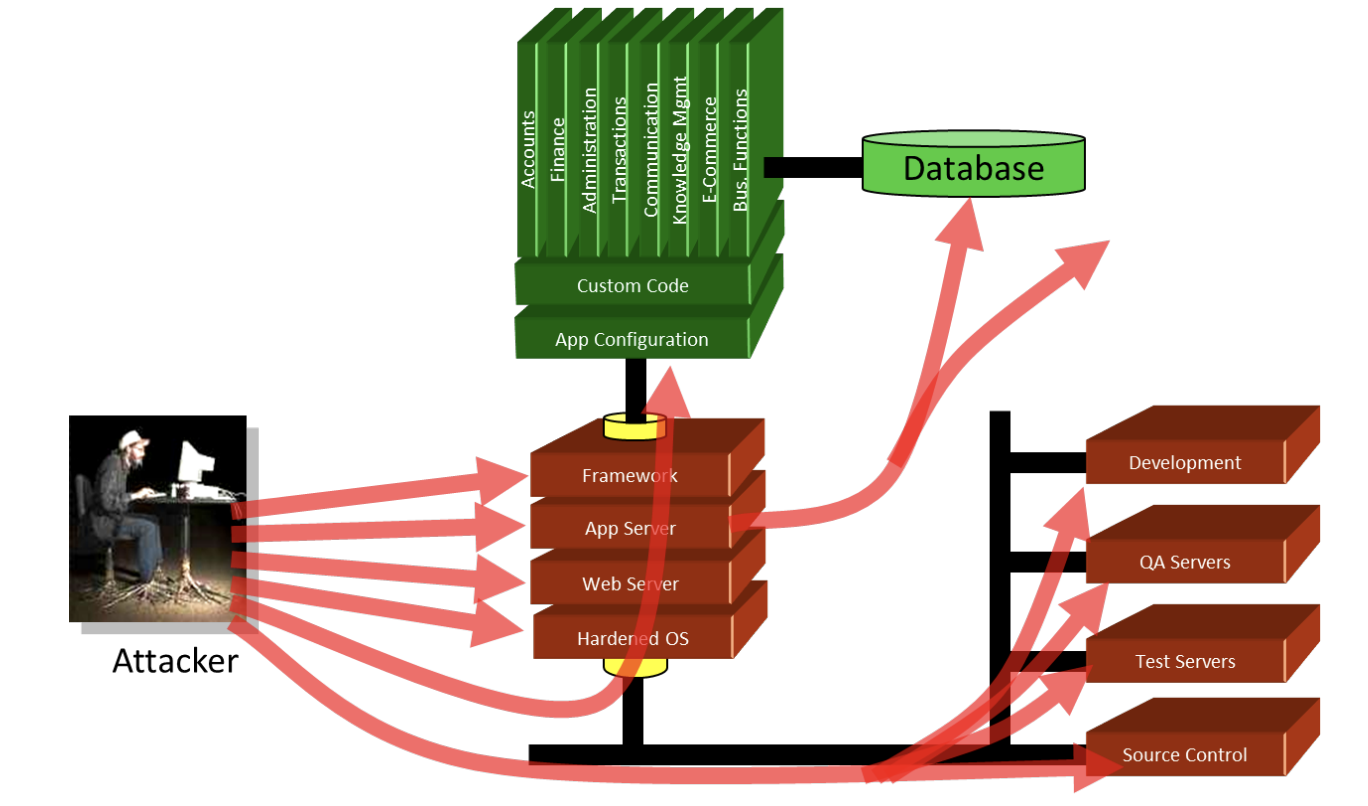 Accounts
Finance
Administration
Transactions
Communication
Knowledge Mgmt
E-Commerce
Bus. Functions
Database
Custom Code
App Configuration
Framework
App Server
Web Server
Hardened OS
Attacker
Development
QA Servers
Test Servers
Source Control